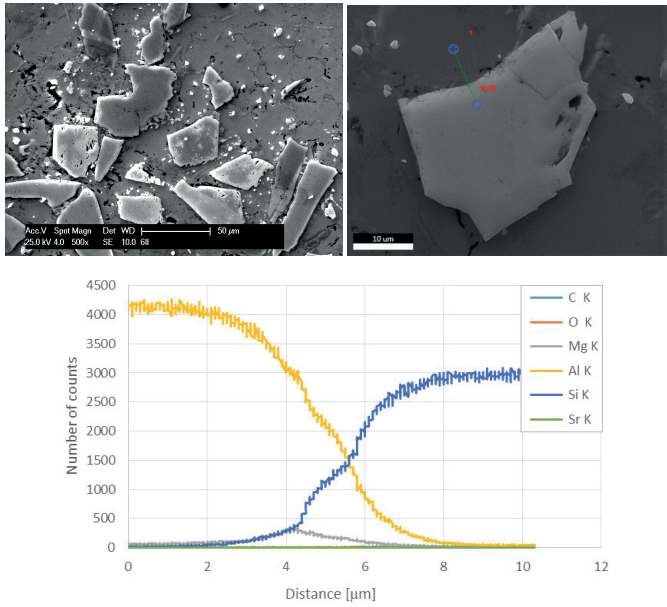 Acc.V Spot Magn Det WD 50 µm
25.0 kV 4.0 500x SE 10.0 6II
1
10 um
4500
4000
3500
3000
2500
2000
1500
1000
500
0
0 2 4 6 8 10 12
Number of counts
Distance [µm]
C K
O K
Mg K
Al K
Si K
Sr K